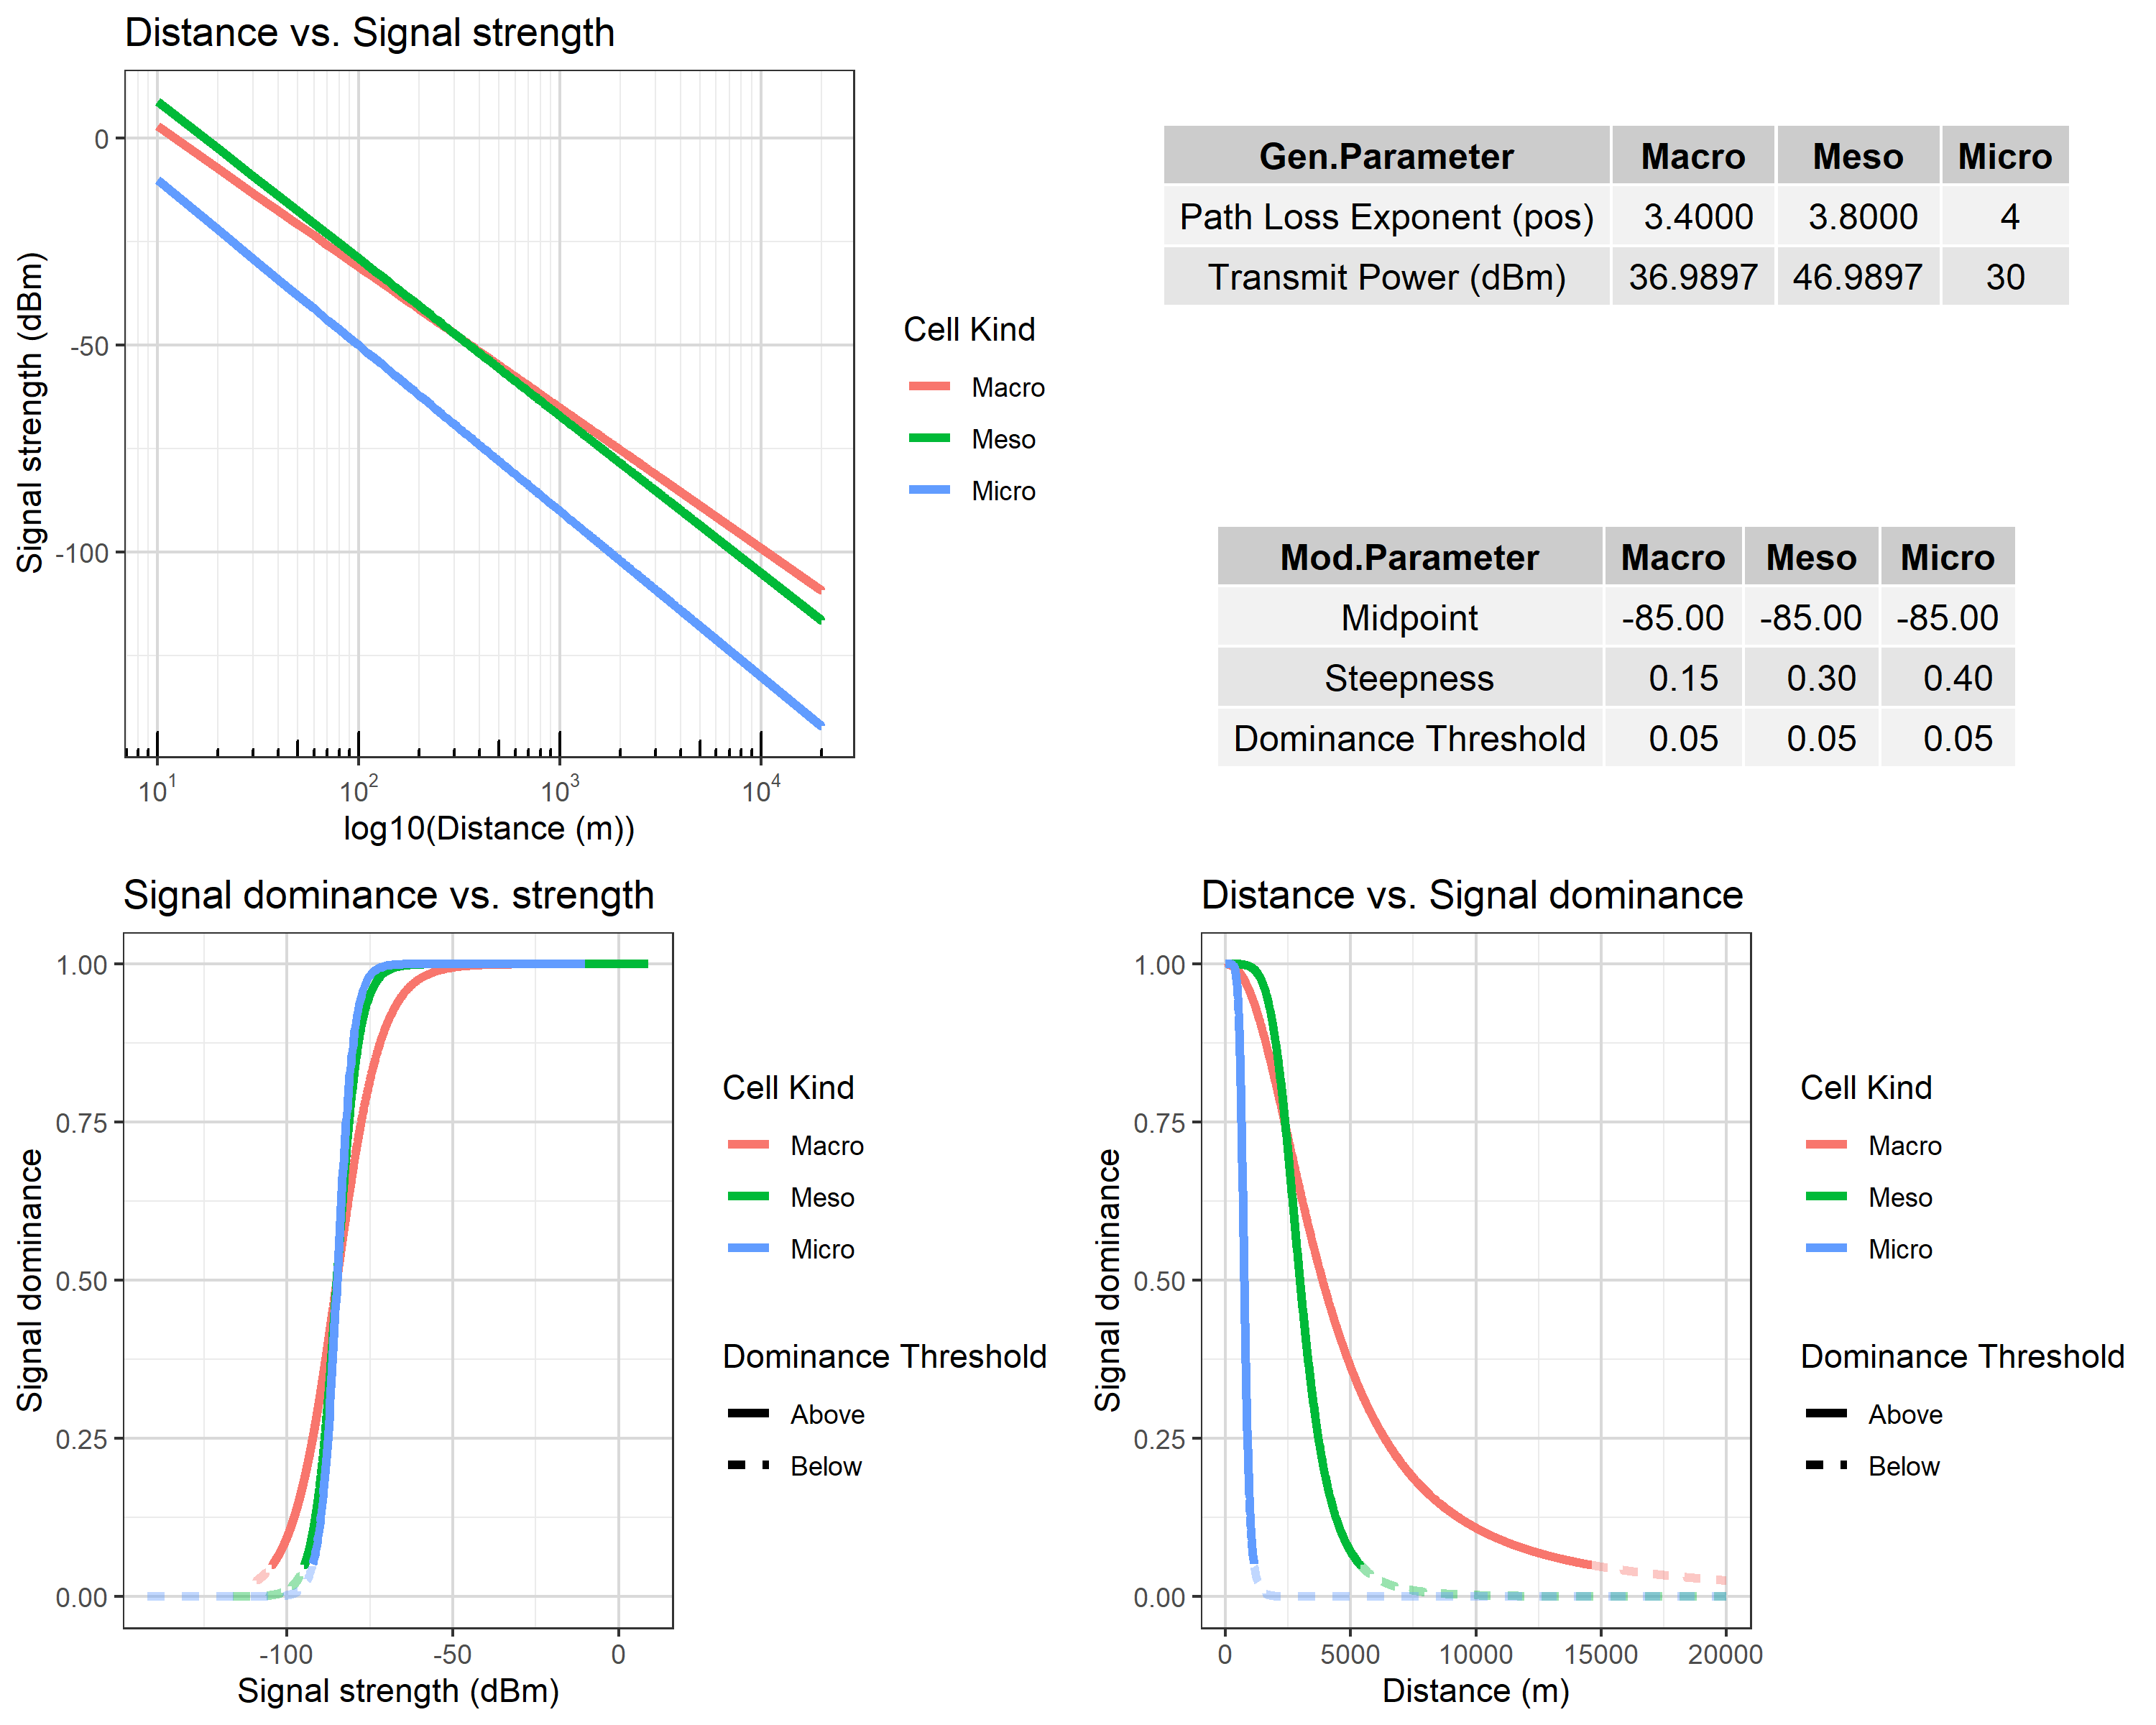 Distance vs. Signal strength
Signal strength (dBm)
0
-50
-100
10^1 10^2 10^3 10^4
log10(Distance (m))
Cell Kind
Macro
Meso
Micro
Gen.Parameter Macro Meso Micro
Path Loss Exponent (pos) 3.4000 3.8000 4
Transmit Power (dBm) 36.9897 46.9897 30
Mod.Parameter Macro Meso Micro
Midpoint -85.00 -85.00 -85.00
Steepness 0.15 0.30 0.40
Dominance Threshold 0.05 0.05 0.05
Signal dominance vs. strength
Signal dominance
1.00
0.75
0.50
0.25
0.00
-100 -50 0
Signal strength (dBm)
Cell Kind
Macro
Meso
Micro
Dominance Threshold
Above
Below
Distance vs. Signal dominance
Signal dominance
1.00
0.75
0.50
0.25
0.00
0 5000 10000 15000 20000
Distance (m)
Cell Kind
Macro
Meso
Micro
Dominance Threshold
Above
Below